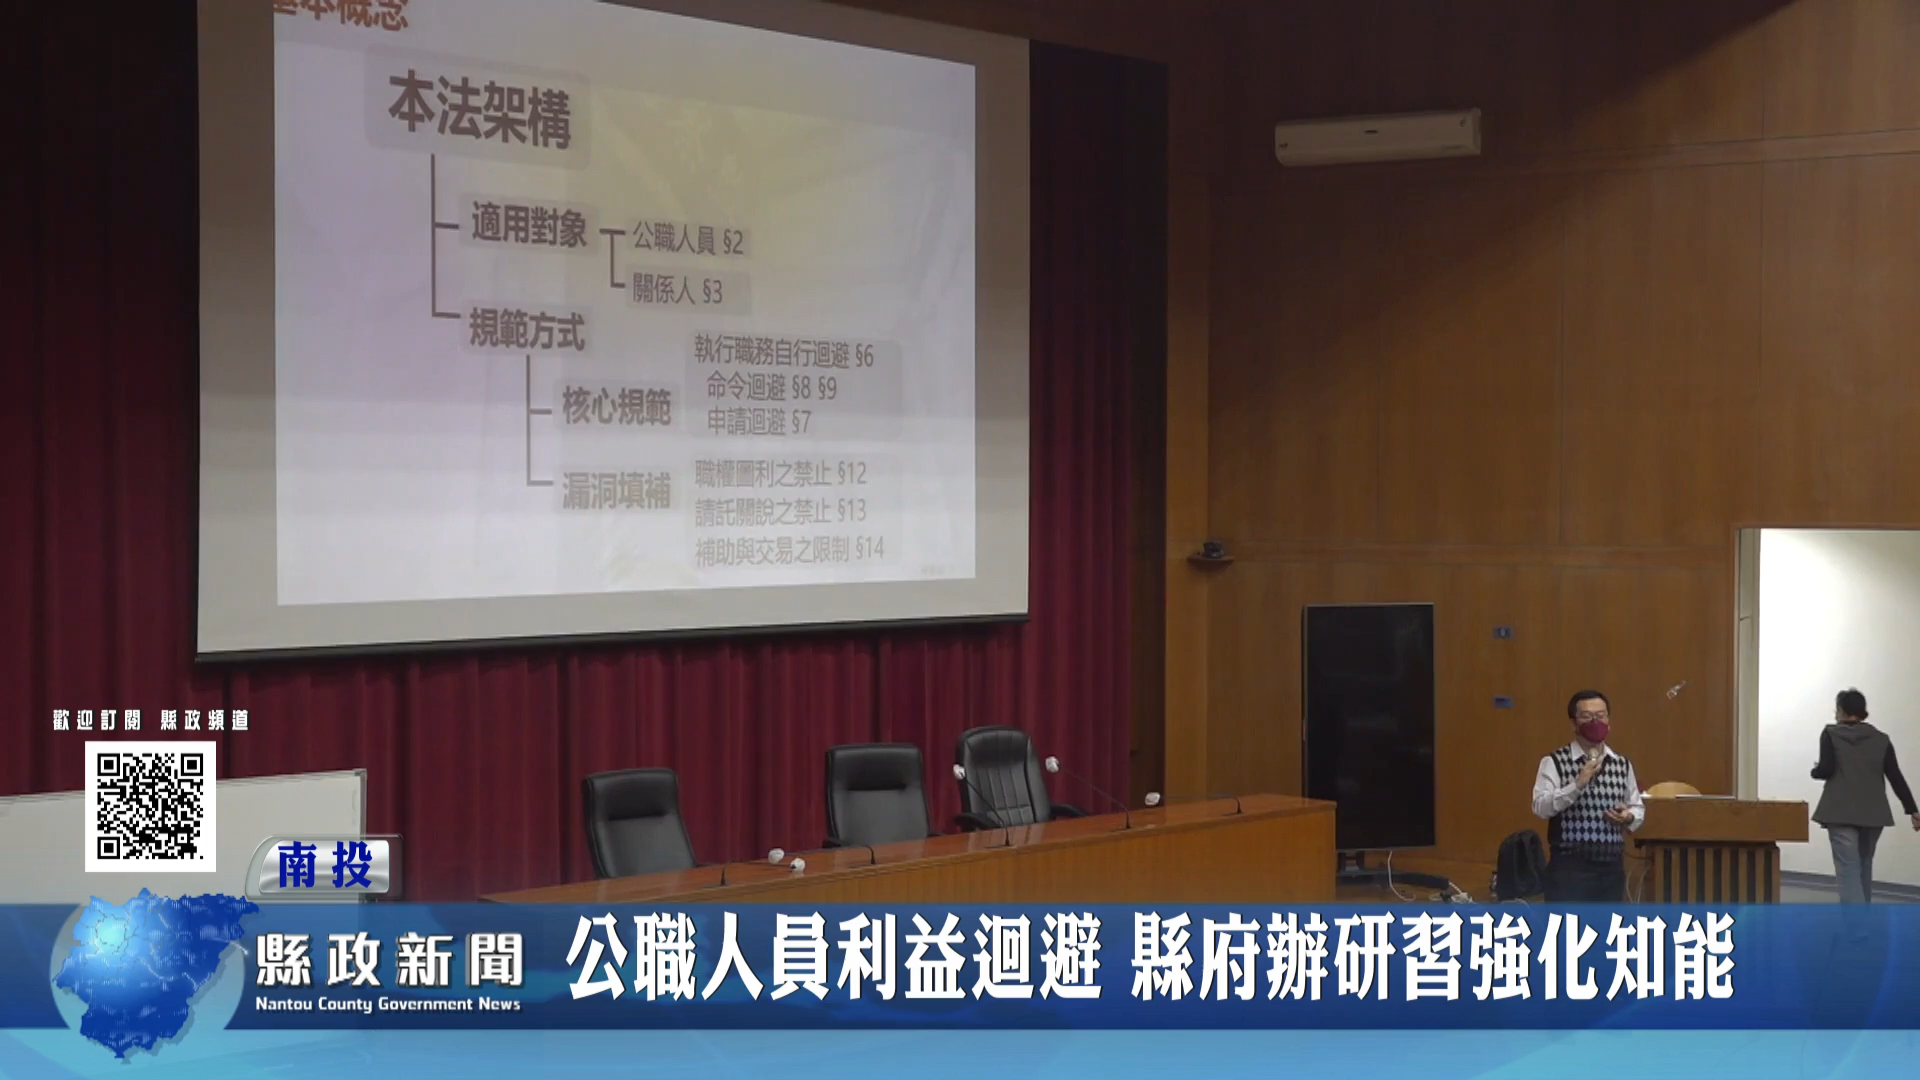 基本概念
本法架構
適用對象
公職人員 §2
關係人 §3
規範方式
核心規範
執行職務自行迴避 §6
命令迴避 §8 §9
申請迴避 §7
漏洞填補
職權圖利之禁止 §12
請託關說之禁止 §13
補助與交易之限制 §14
歡迎訂閱 縣政頻道
南投
縣政新聞
Nantou County Government News
公職人員利益迴避 縣府辦研習強化知能